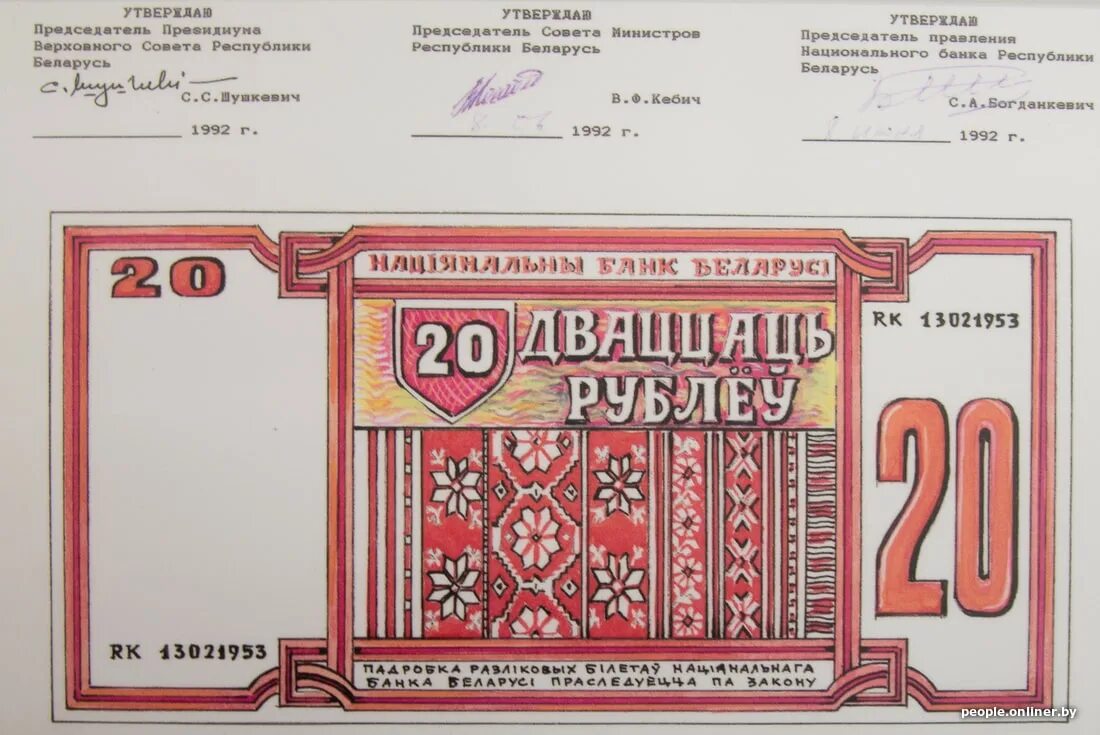 УТВЕРЖДАЮ
Председатель Президиума
Верховного Совета Республики
Беларусь
С.С.Шушкевич
1992 г.
УТВЕРЖДАЮ
Председатель Совета Министров
Республики Беларусь
В.Ф.Кебич
1992 г.
УТВЕРЖДАЮ
Председатель правления
Национального банка Республики
Беларусь
С.А.Богданкевич
8 июня 1992 г.
20
НАЦЫЯНАЛЬНЫ БАНК БЕЛАРУСІ
RK 13021953
20 ДВАЦЦАЦЬ
РУБЛЁЎ
20
RK 13021953
ПАДРОБКА РАЗЛІКОВЫХ БІЛЕТАЎ НАЦЫЯНАЛЬНАГА
БАНКА БЕЛАРУСІ ПРАСЛЕДУЕЦЦА ПА ЗАКОНУ
people.onliner.by